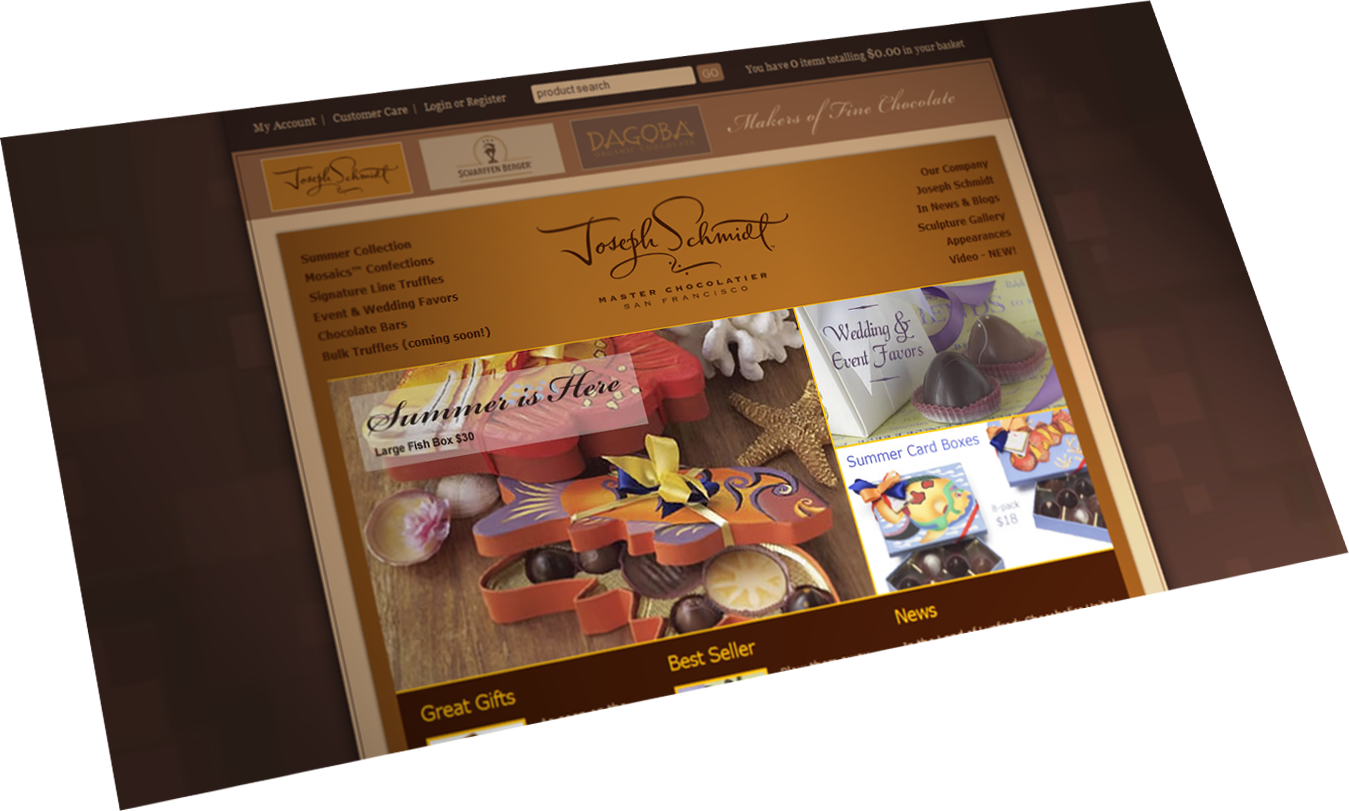 My Account | Customer Care | Login or Register
product search
GO
You have 0 items totalling $0.00 in your basket
Joseph Schmidt
SCHARFFEN BERGER
DAGOBA
ORGANIC CHOCOLATE
Makers of Fine Chocolate
Summer Collection
Mosaics™ Confections
Signature Line Truffles
Event & Wedding Favors
Chocolate Bars
Bulk Truffles (coming soon!)
Joseph Schmidt™
MASTER CHOCOLATIER
SAN FRANCISCO
Our Company
Joseph Schmidt
In News & Blogs
Sculpture Gallery
Appearances
Video - NEW!
Summer is Here
Large Fish Box $30
Wedding &
Event Favors
Summer Card Boxes
8-pack
$18
Great Gifts
Best Seller
News